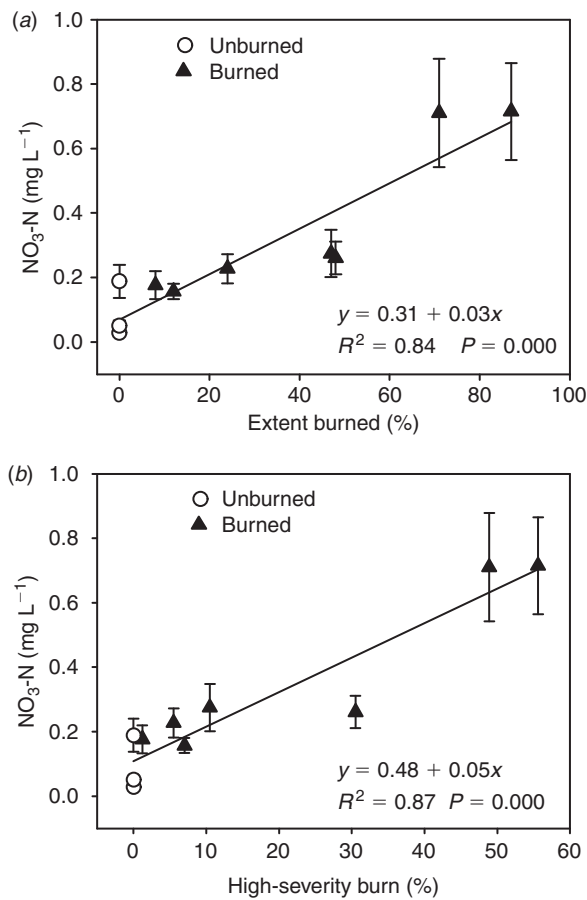 (a)
1.0
Unburned
Burned
0.8
0.6
0.4
0.2
0.0
NO₃-N (mg L⁻¹)
y = 0.31 + 0.03x
R² = 0.84 P = 0.000
0 20 40 60 80 100
Extent burned (%)
(b)
1.0
Unburned
Burned
0.8
0.6
0.4
0.2
0.0
NO₃-N (mg L⁻¹)
y = 0.48 + 0.05x
R² = 0.87 P = 0.000
0 10 20 30 40 50 60
High-severity burn (%)